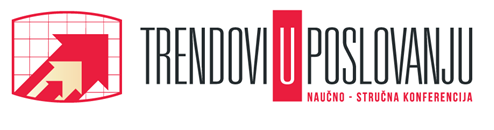 TRENDOVI U POSLOVANJU
NAUČNO - STRUČNA KONFERENCIJA